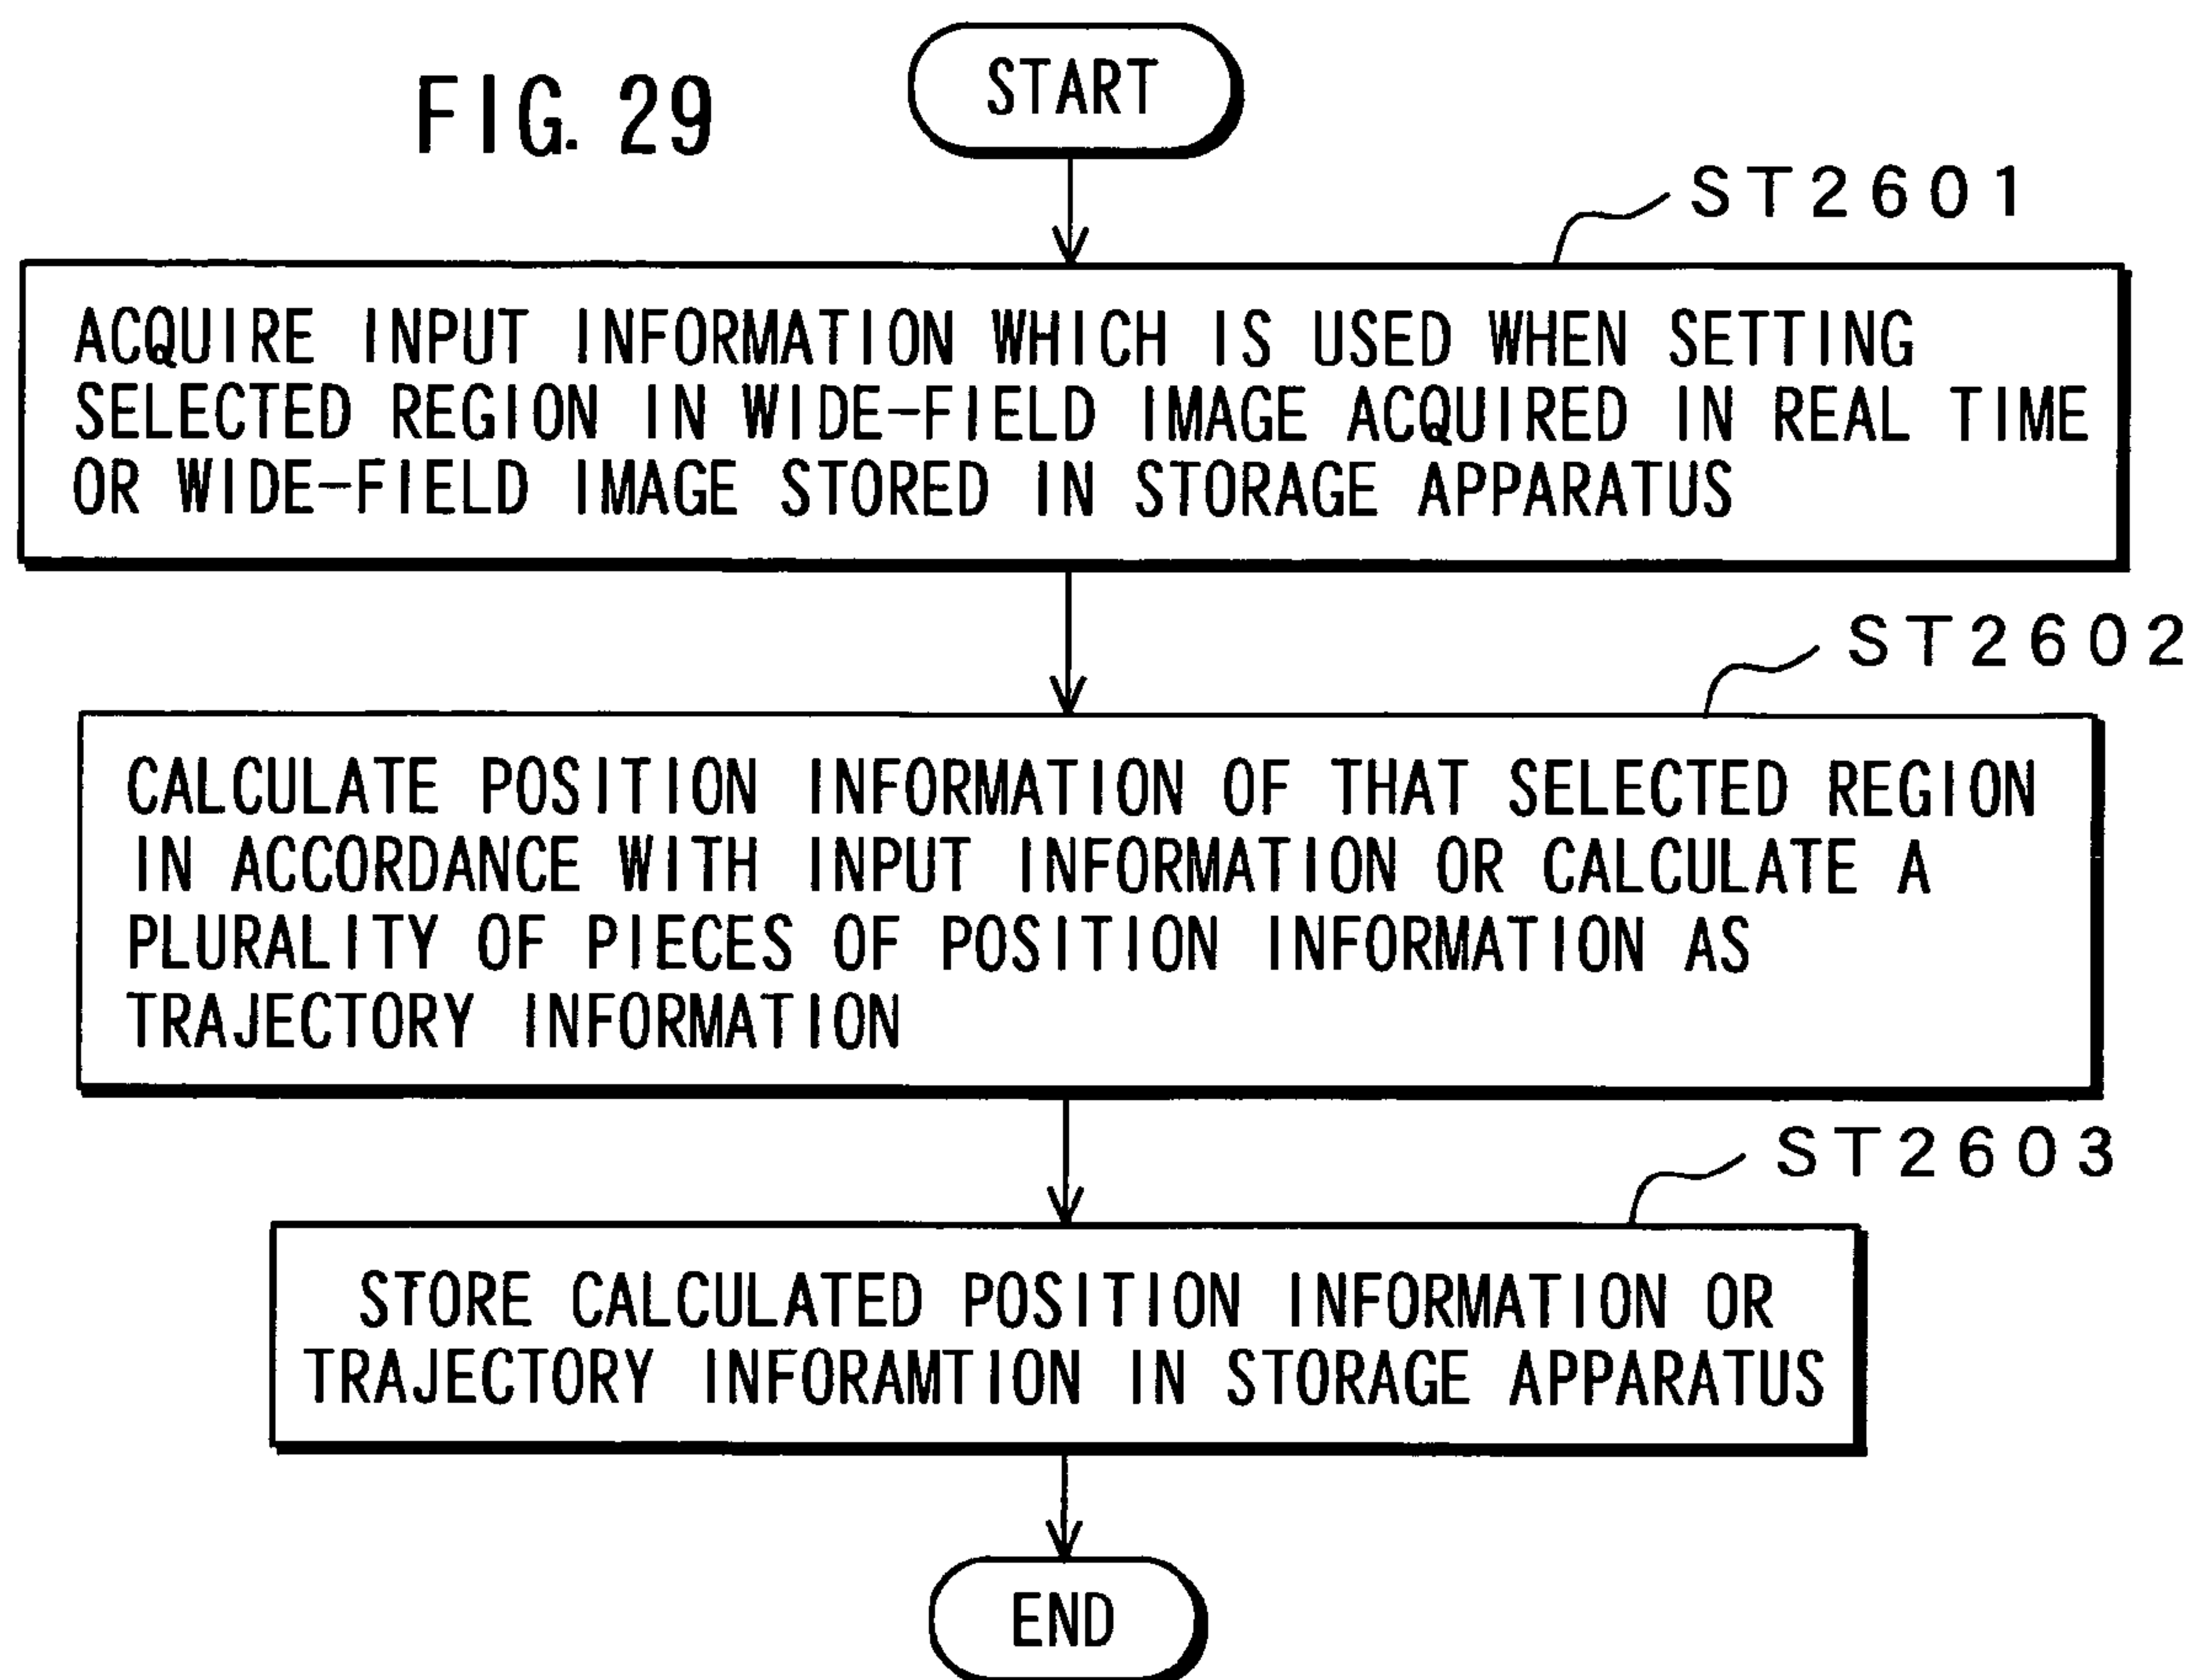 FIG. 29
START
ST2601
ACQUIRE INPUT INFORMATION WHICH IS USED WHEN SETTING
SELECTED REGION IN WIDE-FIELD IMAGE ACQUIRED IN REAL TIME
OR WIDE-FIELD IMAGE STORED IN STORAGE APPARATUS
ST2602
CALCULATE POSITION INFORMATION OF THAT SELECTED REGION
IN ACCORDANCE WITH INPUT INFORMATION OR CALCULATE A
PLURALITY OF PIECES OF POSITION INFORMATION AS
TRAJECTORY INFORMATION
ST2603
STORE CALCULATED POSITION INFORMATION OR
TRAJECTORY INFORAMTION IN STORAGE APPARATUS
END